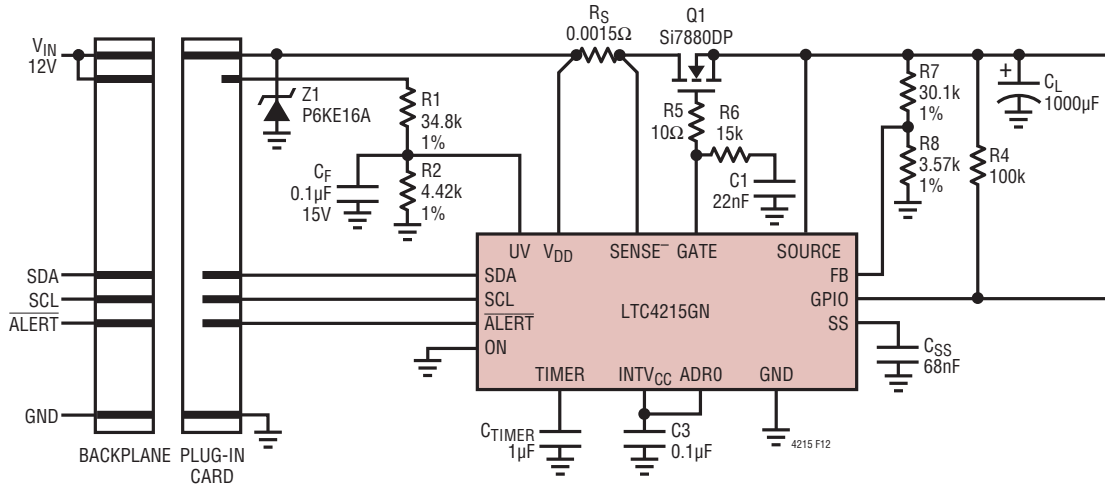 V_IN
12V
SDA
SCL
ALERT
GND
BACKPLANE
PLUG-IN
CARD
Z1
P6KE16A
C_F
0.1µF
15V
R1
34.8k
1%
R2
4.42k
1%
R_S
0.0015Ω
Q1
Si7880DP
R5
10Ω
R6
15k
C1
22nF
R7
30.1k
1%
R8
3.57k
1%
R4
100k
+
C_L
1000µF
UV
V_DD
SENSE⁻
GATE
SOURCE
SDA
SCL
ALERT
ON
LTC4215GN
FB
GPIO
SS
TIMER
INTV_CC
ADR0
GND
C_SS
68nF
C_TIMER
1µF
C3
0.1µF
4215 F12